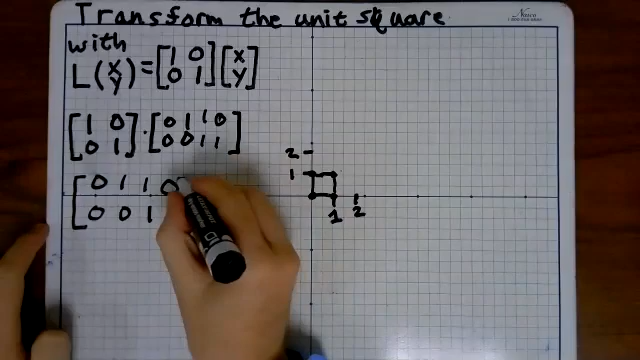 Transform the unit square
with
L(x y) = [1 0 0 1] [x y]
[1 0 0 1] · [0 1 1 0 0 0 1 1]
[0 1 1 0
0 0 1
2
1
1 2